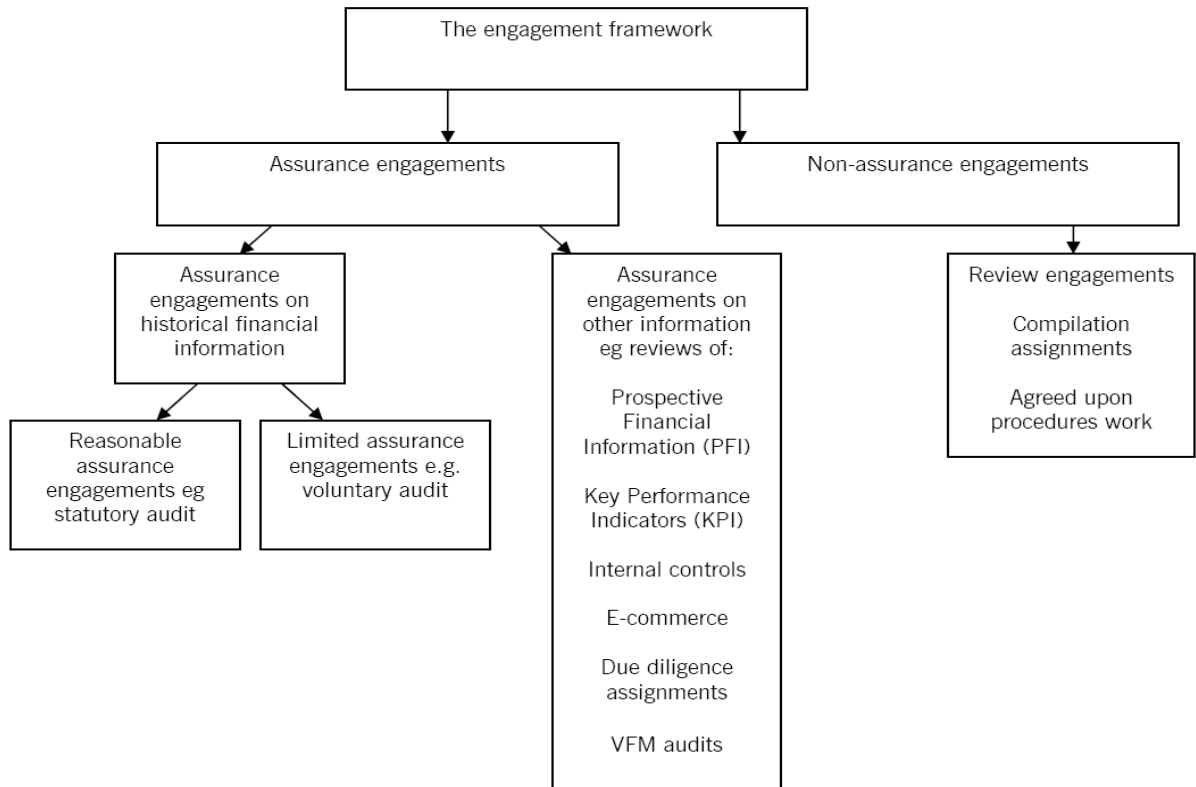 The engagement framework
Assurance engagements
Non-assurance engagements
Assurance
engagements on
historical financial
information
Reasonable
assurance
engagements eg
statutory audit
Limited assurance
engagements e.g.
voluntary audit
Assurance
engagements on
other information
eg reviews of:
Prospective
Financial
Information (PFI)
Key Performance
Indicators (KPI)
Internal controls
E-commerce
Due diligence
assignments
VFM audits
Review engagements
Compilation
assignments
Agreed upon
procedures work